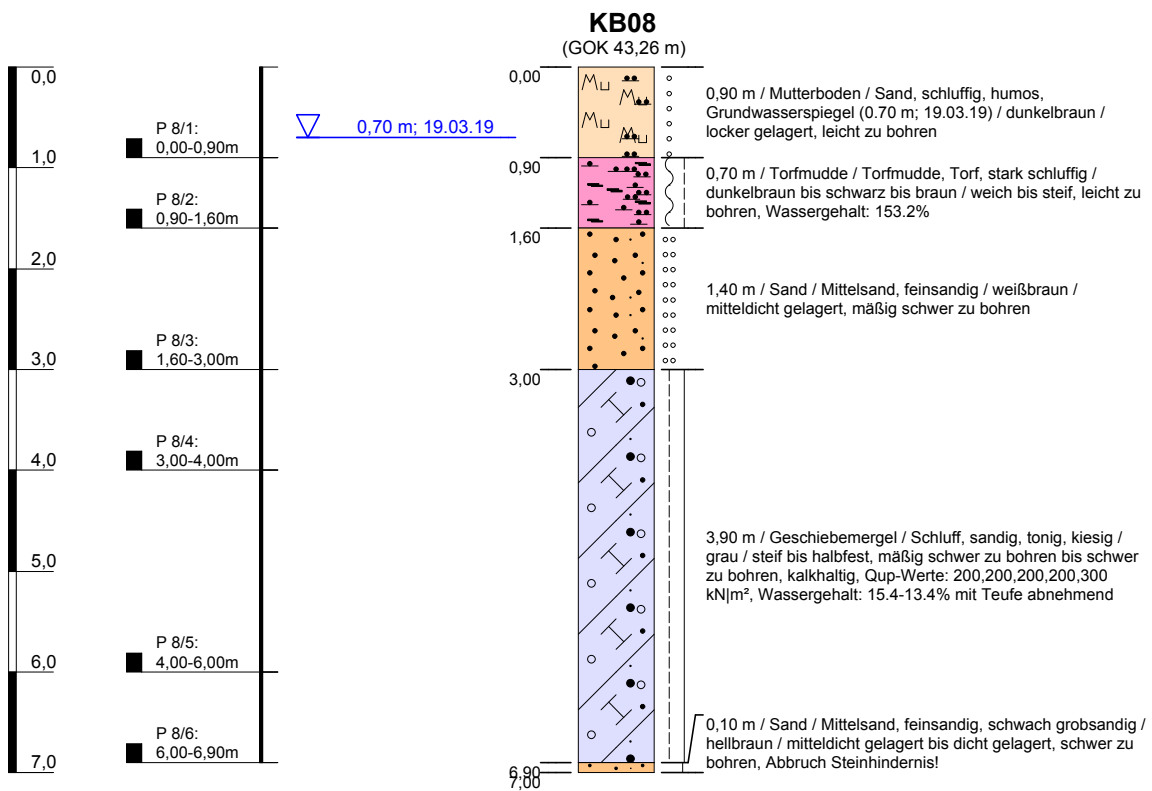 KB08
(GOK 43,26 m)
0,0
1,0
2,0
3,0
4,0
5,0
6,0
7,0
P 8/1:
0,00-0,90m
P 8/2:
0,90-1,60m
P 8/3:
1,60-3,00m
P 8/4:
3,00-4,00m
P 8/5:
4,00-6,00m
P 8/6:
6,00-6,90m
0,70 m; 19.03.19
0,00
0,90
1,60
3,00
6,90
7,00
0,90 m / Mutterboden / Sand, schluffig, humos,
Grundwasserspiegel (0.70 m; 19.03.19) / dunkelbraun /
locker gelagert, leicht zu bohren
0,70 m / Torfmudde / Torfmudde, Torf, stark schluffig /
dunkelbraun bis schwarz bis braun / weich bis steif, leicht zu
bohren, Wassergehalt: 153.2%
1,40 m / Sand / Mittelsand, feinsandig / weißbraun /
mitteldicht gelagert, mäßig schwer zu bohren
3,90 m / Geschiebemergel / Schluff, sandig, tonig, kiesig /
grau / steif bis halbfest, mäßig schwer zu bohren bis schwer
zu bohren, kalkhaltig, Qup-Werte: 200,200,200,200,300
kN|m², Wassergehalt: 15.4-13.4% mit Teufe abnehmend
0,10 m / Sand / Mittelsand, feinsandig, schwach grobsandig /
hellbraun / mitteldicht gelagert bis dicht gelagert, schwer zu
bohren, Abbruch Steinhindernis!